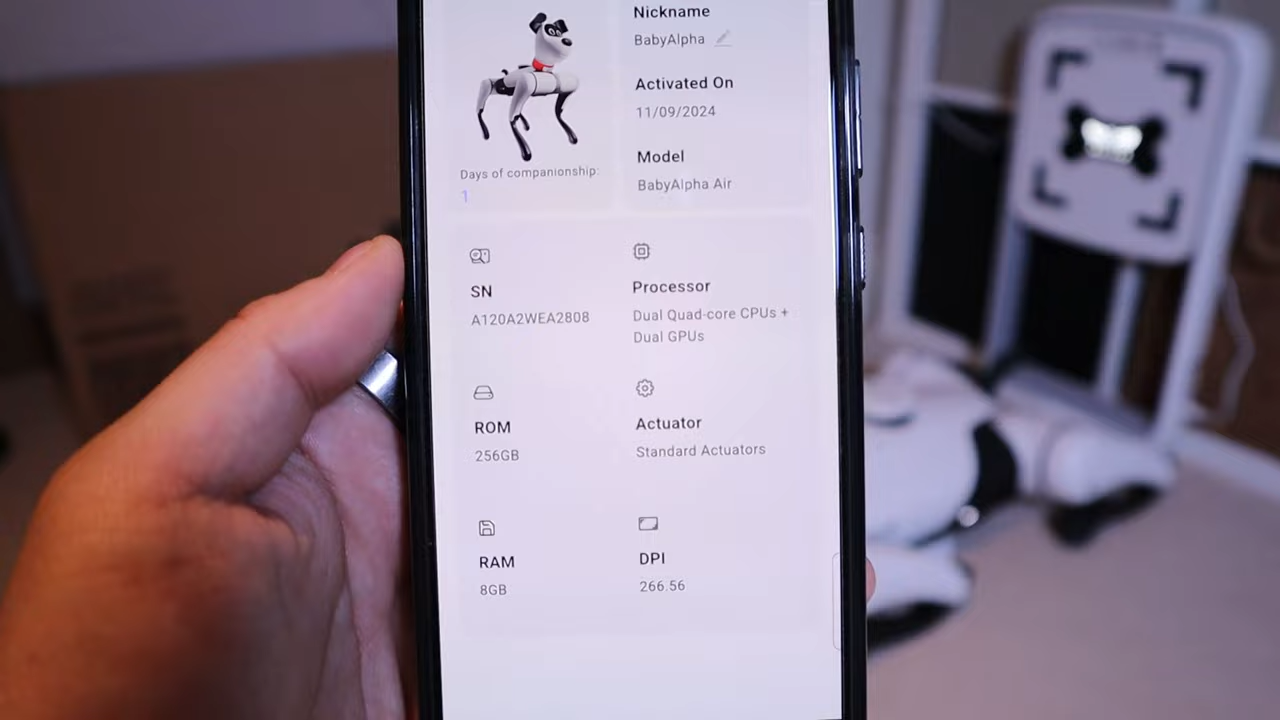 Nickname
BabyAlpha
Activated On
11/09/2024
Model
BabyAlpha Air
Days of companionship:
1
SN
A120A2WEA2808
Processor
Dual Quad-core CPUs +
Dual GPUs
ROM
256GB
Actuator
Standard Actuators
RAM
8GB
DPI
266.56